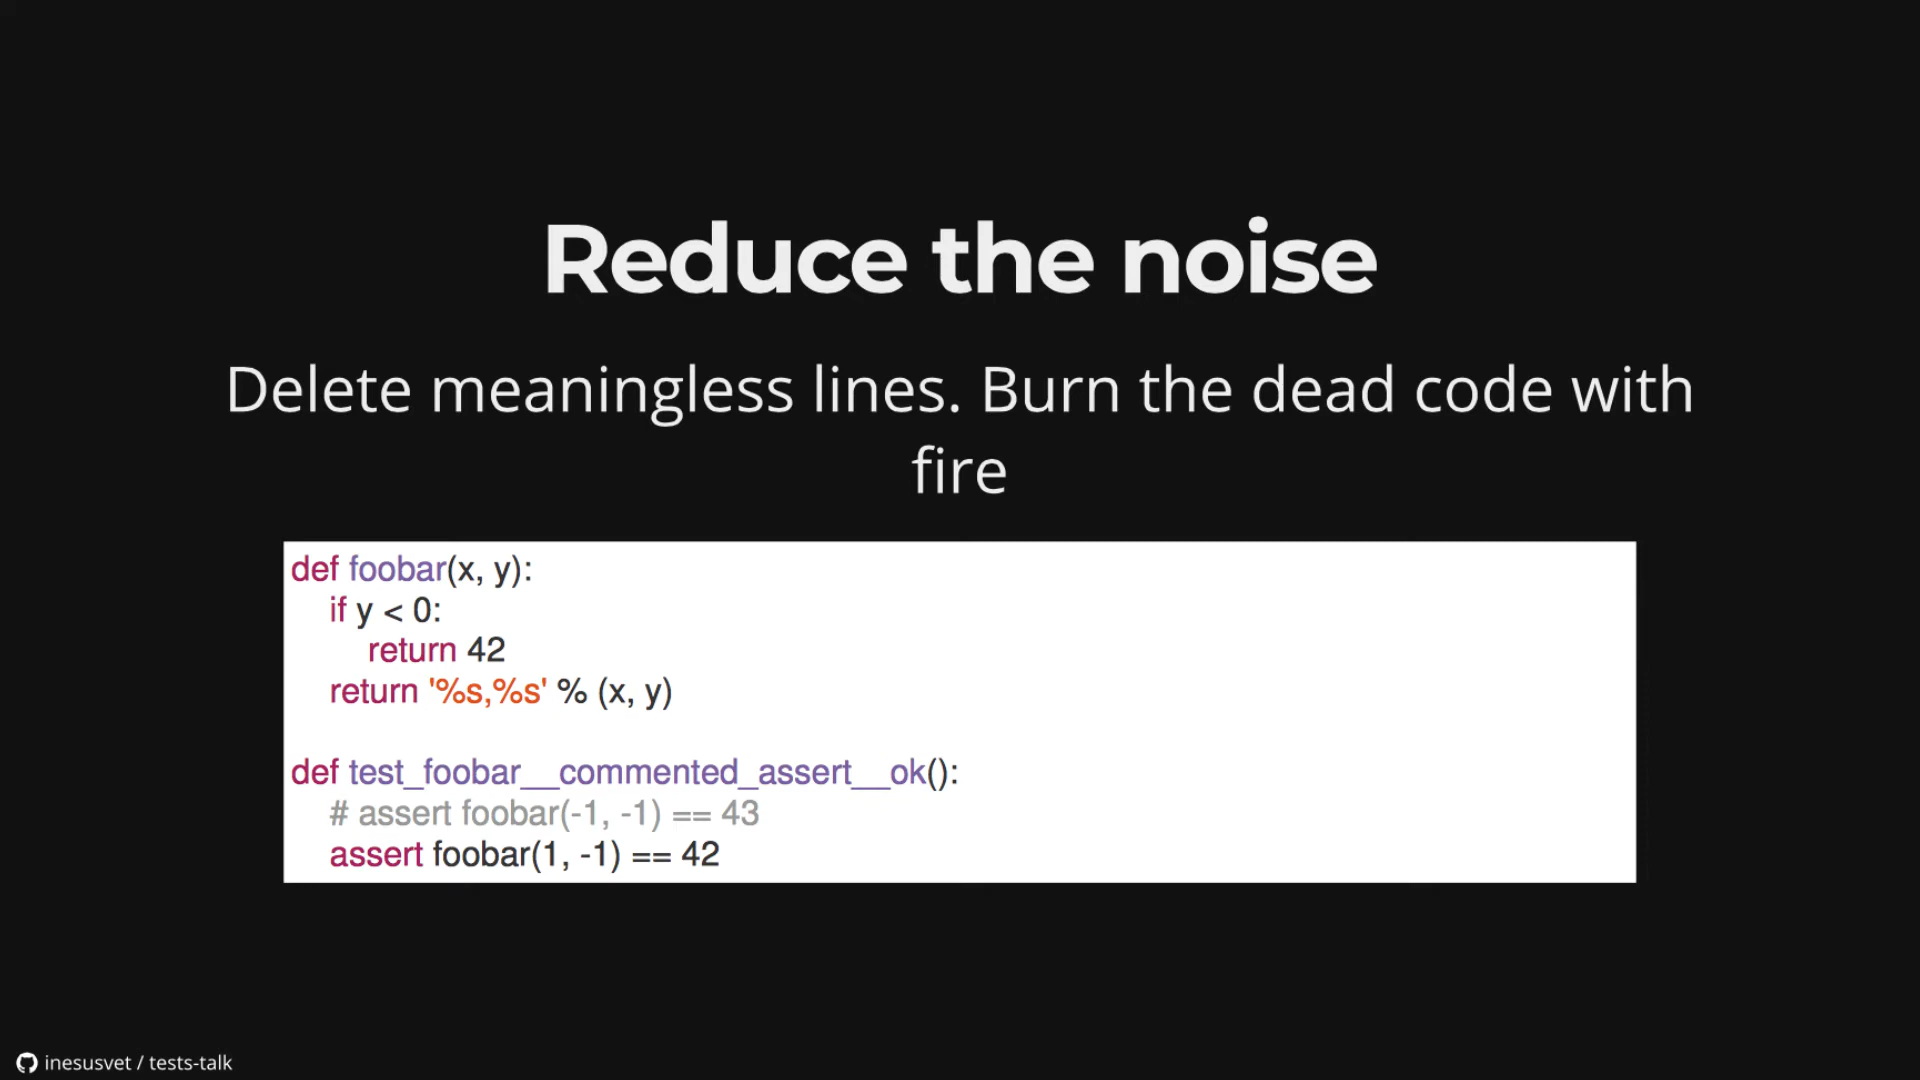 Reduce the noise
Delete meaningless lines. Burn the dead code with
fire
def foobar(x, y):
    if y < 0:
        return 42
    return '%s,%s' % (x, y)

def test_foobar__commented_assert__ok():
    # assert foobar(-1, -1) == 43
    assert foobar(1, -1) == 42
inesusvet / tests-talk